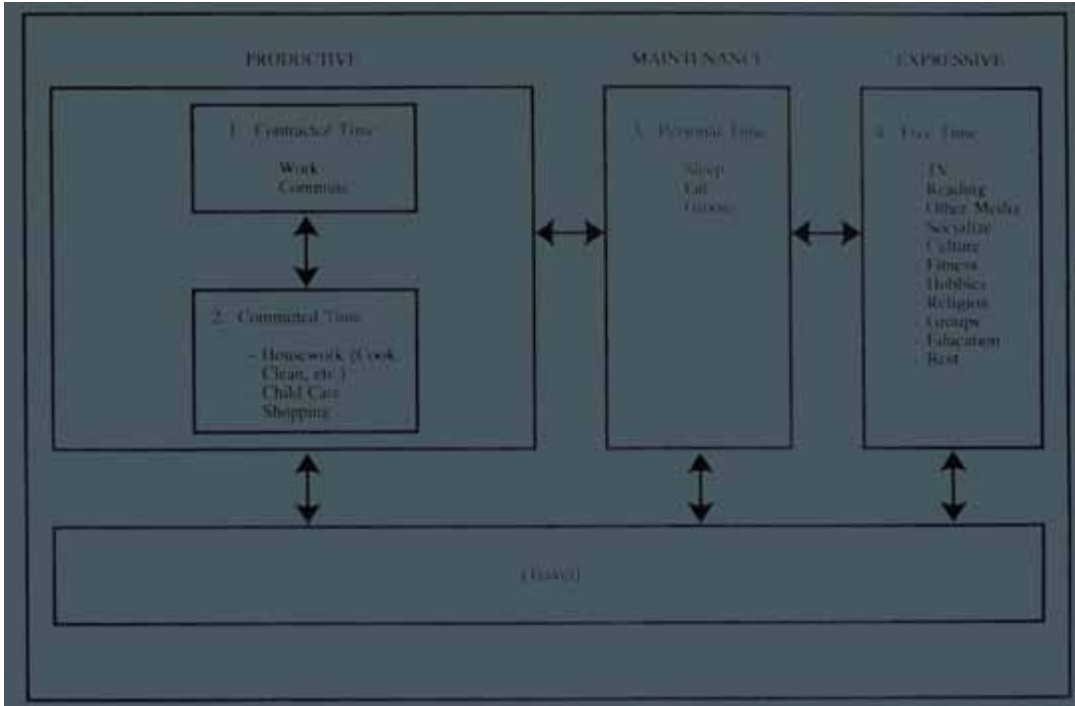 PRODUCTIVE
MAINTENANCE
EXPRESSIVE
1. Contracted Time
Work
Commute
2. Committed Time
– Housework (Cook
Clean, etc)
– Child Care
– Shopping
3. Personal Time
Sleep
Eat
Groom
4. Free Time
- TV
- Reading
- Other Media
- Socialize
- Culture
- Fitness
- Hobbies
- Religion
- Groups
- Education
- Rest
(Travel)